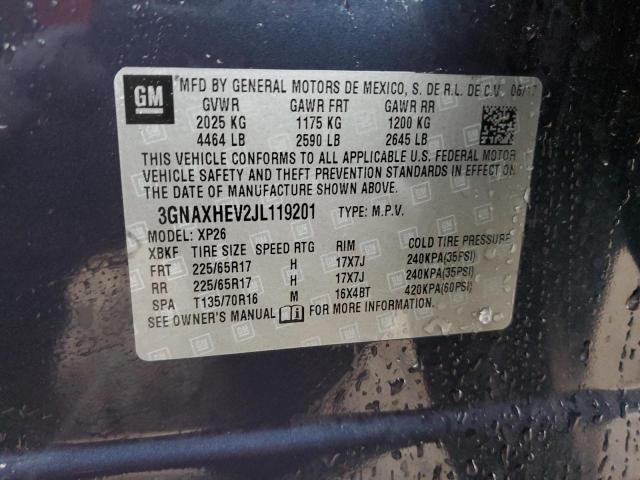 GM
MFD BY GENERAL MOTORS DE MEXICO, S. DE R.L. DE C.V. 06/17
GVWR GAWR FRT GAWR RR
2025 KG 1175 KG 1200 KG
4464 LB 2590 LB 2645 LB
THIS VEHICLE CONFORMS TO ALL APPLICABLE U.S. FEDERAL MOTOR
VEHICLE SAFETY AND THEFT PREVENTION STANDARDS IN EFFECT ON
THE DATE OF MANUFACTURE SHOWN ABOVE.
3GNAXHEV2JL119201 TYPE: M.P.V.
MODEL: XP26
XBKF TIRE SIZE SPEED RTG RIM COLD TIRE PRESSURE
FRT 225/65R17 H 17X7J 240KPA(35PSI)
RR 225/65R17 H 17X7J 240KPA(35PSI)
SPA T135/70R16 M 16X4BT 420KPA(60PSI)
SEE OWNER'S MANUAL FOR MORE INFORMATION.